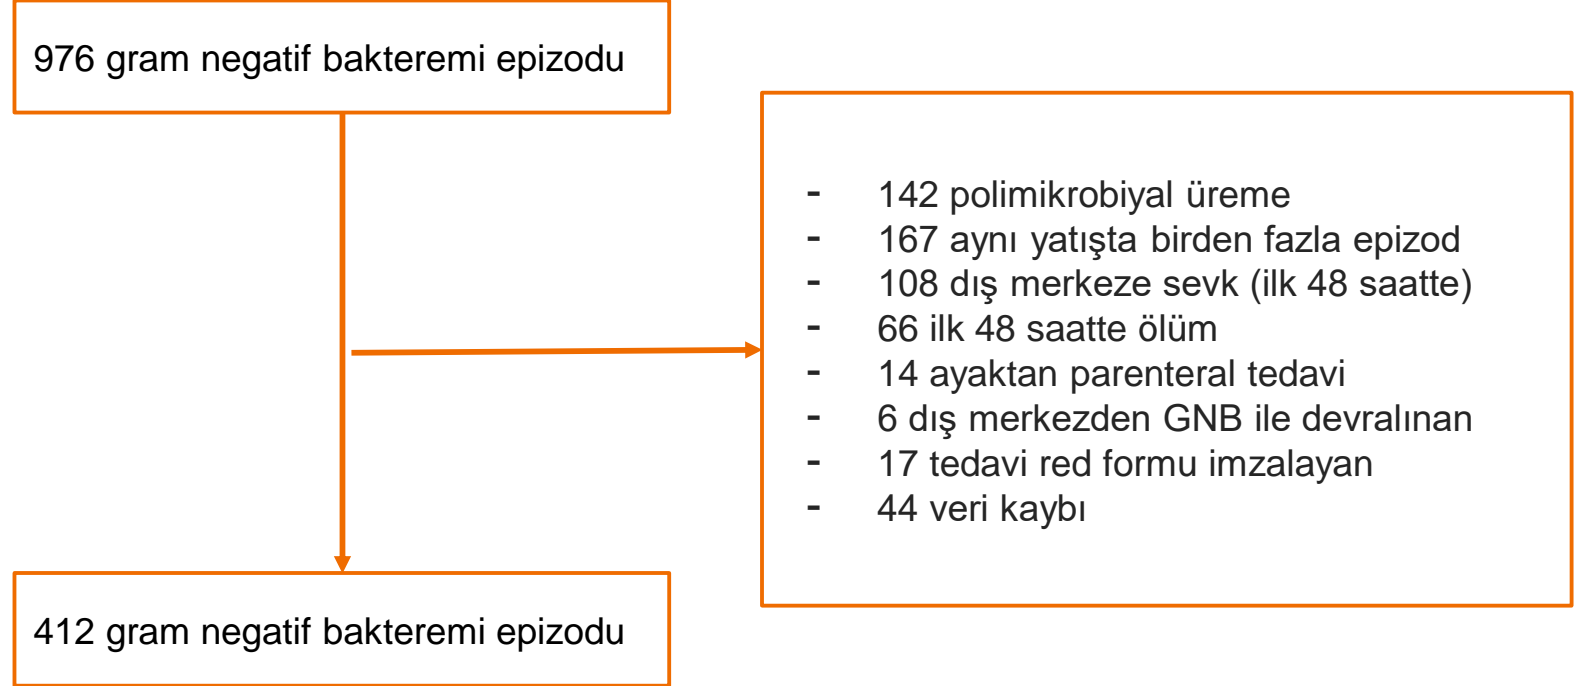 976 gram negatif bakteremi epizodu
- 142 polimikrobiyal üreme
- 167 aynı yatışta birden fazla epizod
- 108 dış merkeze sevk (ilk 48 saatte)
- 66 ilk 48 saatte ölüm
- 14 ayaktan parenteral tedavi
- 6 dış merkezden GNB ile devralınan
- 17 tedavi red formu imzalayan
- 44 veri kaybı
412 gram negatif bakteremi epizodu